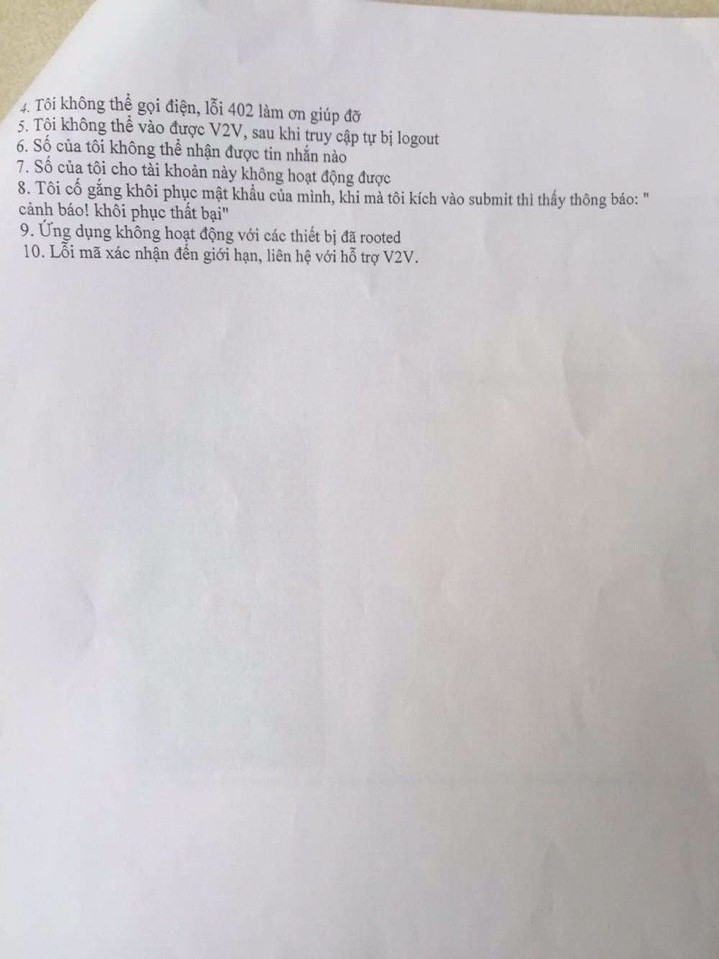 4. Tôi không thể gọi điện, lỗi 402 làm ơn giúp đỡ
5. Tôi không thể vào được V2V, sau khi truy cập tự bị logout
6. Số của tôi không thể nhận được tin nhắn nào
7. Số của tôi cho tài khoản này không hoạt động được
8. Tôi cố gắng khôi phục mật khẩu của mình, khi mà tôi kích vào submit thì thấy thông báo: "
cảnh báo! khôi phục thất bại"
9. Ứng dụng không hoạt động với các thiết bị đã rooted
10. Lỗi mã xác nhận đến giới hạn, liên hệ với hỗ trợ V2V.